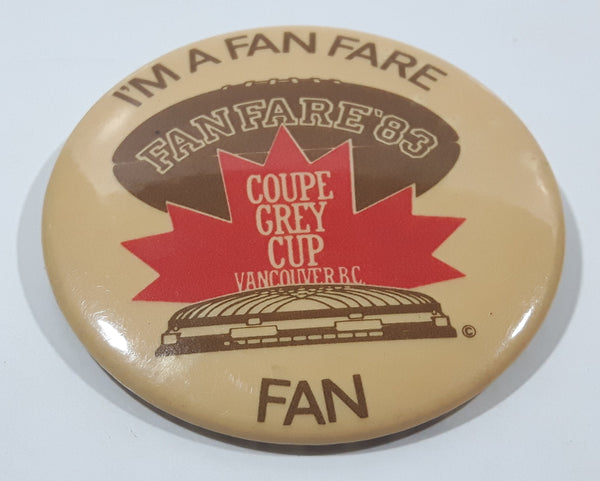 I'M A FAN FARE
FANFARE '83
COUPE
GREY
CUP
VANCOUVER B.C.
©
FAN